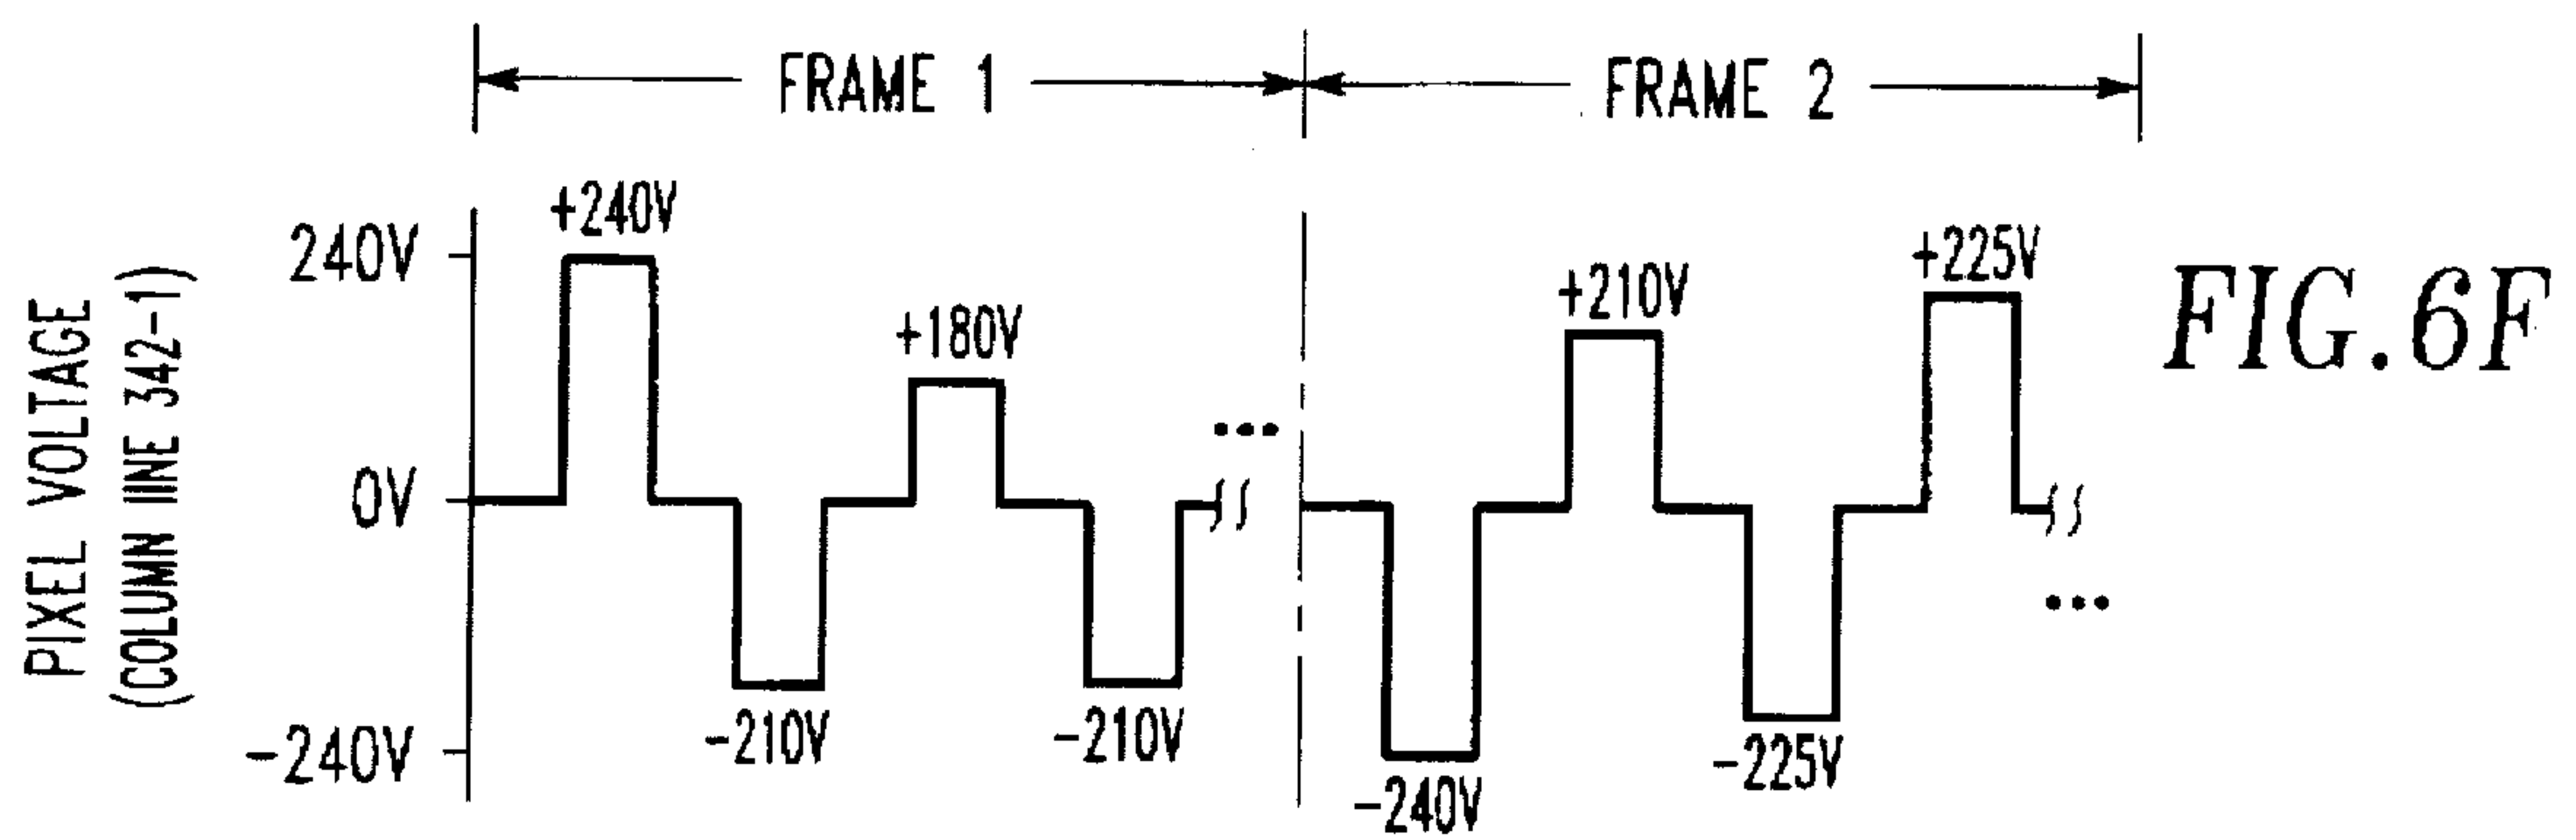 FRAME 1
FRAME 2
PIXEL VOLTAGE
(COLUMN IINE 342-1)
240V
0V
-240V
+240V
-210V
+180V
-210V
...
-240V
+210V
-225V
+225V
...
FIG.6F